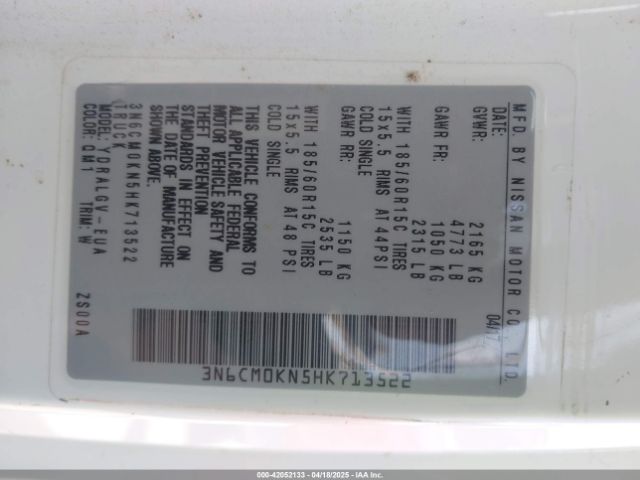 MFD. BY NISSAN MOTOR CO., LTD.
DATE: 04/17
GVWR: 2165 KG
4773 LB
GAWR FR: 1050 KG
2315 LB
WITH 185/60R15C TIRES
15x5.5 RIMS AT 44PSI
COLD SINGLE
GAWR RR: 1150 KG
2535 LB
WITH 185/60R15C TIRES
15x5.5 RIMS AT 48 PSI
COLD SINGLE
THIS VEHICLE CONFORMS TO
ALL APPLICABLE FEDERAL
MOTOR VEHICLE SAFETY AND
THEFT PREVENTION
STANDARDS IN EFFECT ON
THE DATE OF MANUFACTURE
SHOWN ABOVE.
3N6CM0KN5HK713522
TRUCK
MODEL: YDRALGV-EUA
COLOR: QM1 TRIM: W ZS00A
3N6CM0KN5HK713522
000-42052133 - 04/18/2025 - IAA Inc.